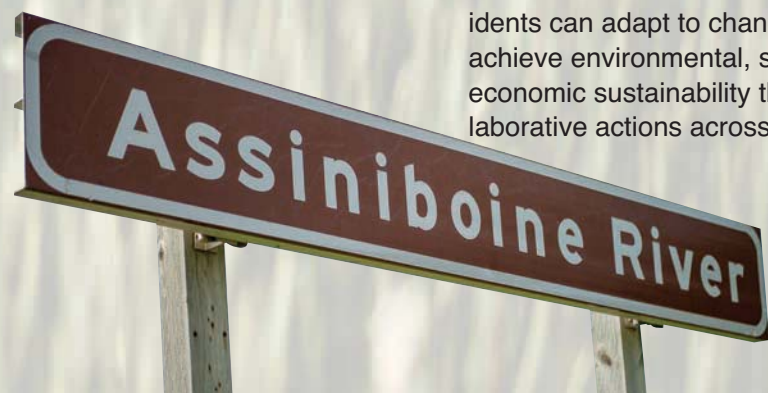 idents can adapt to chan
achieve environmental, s
economic sustainability th
laborative actions across
Assiniboine River